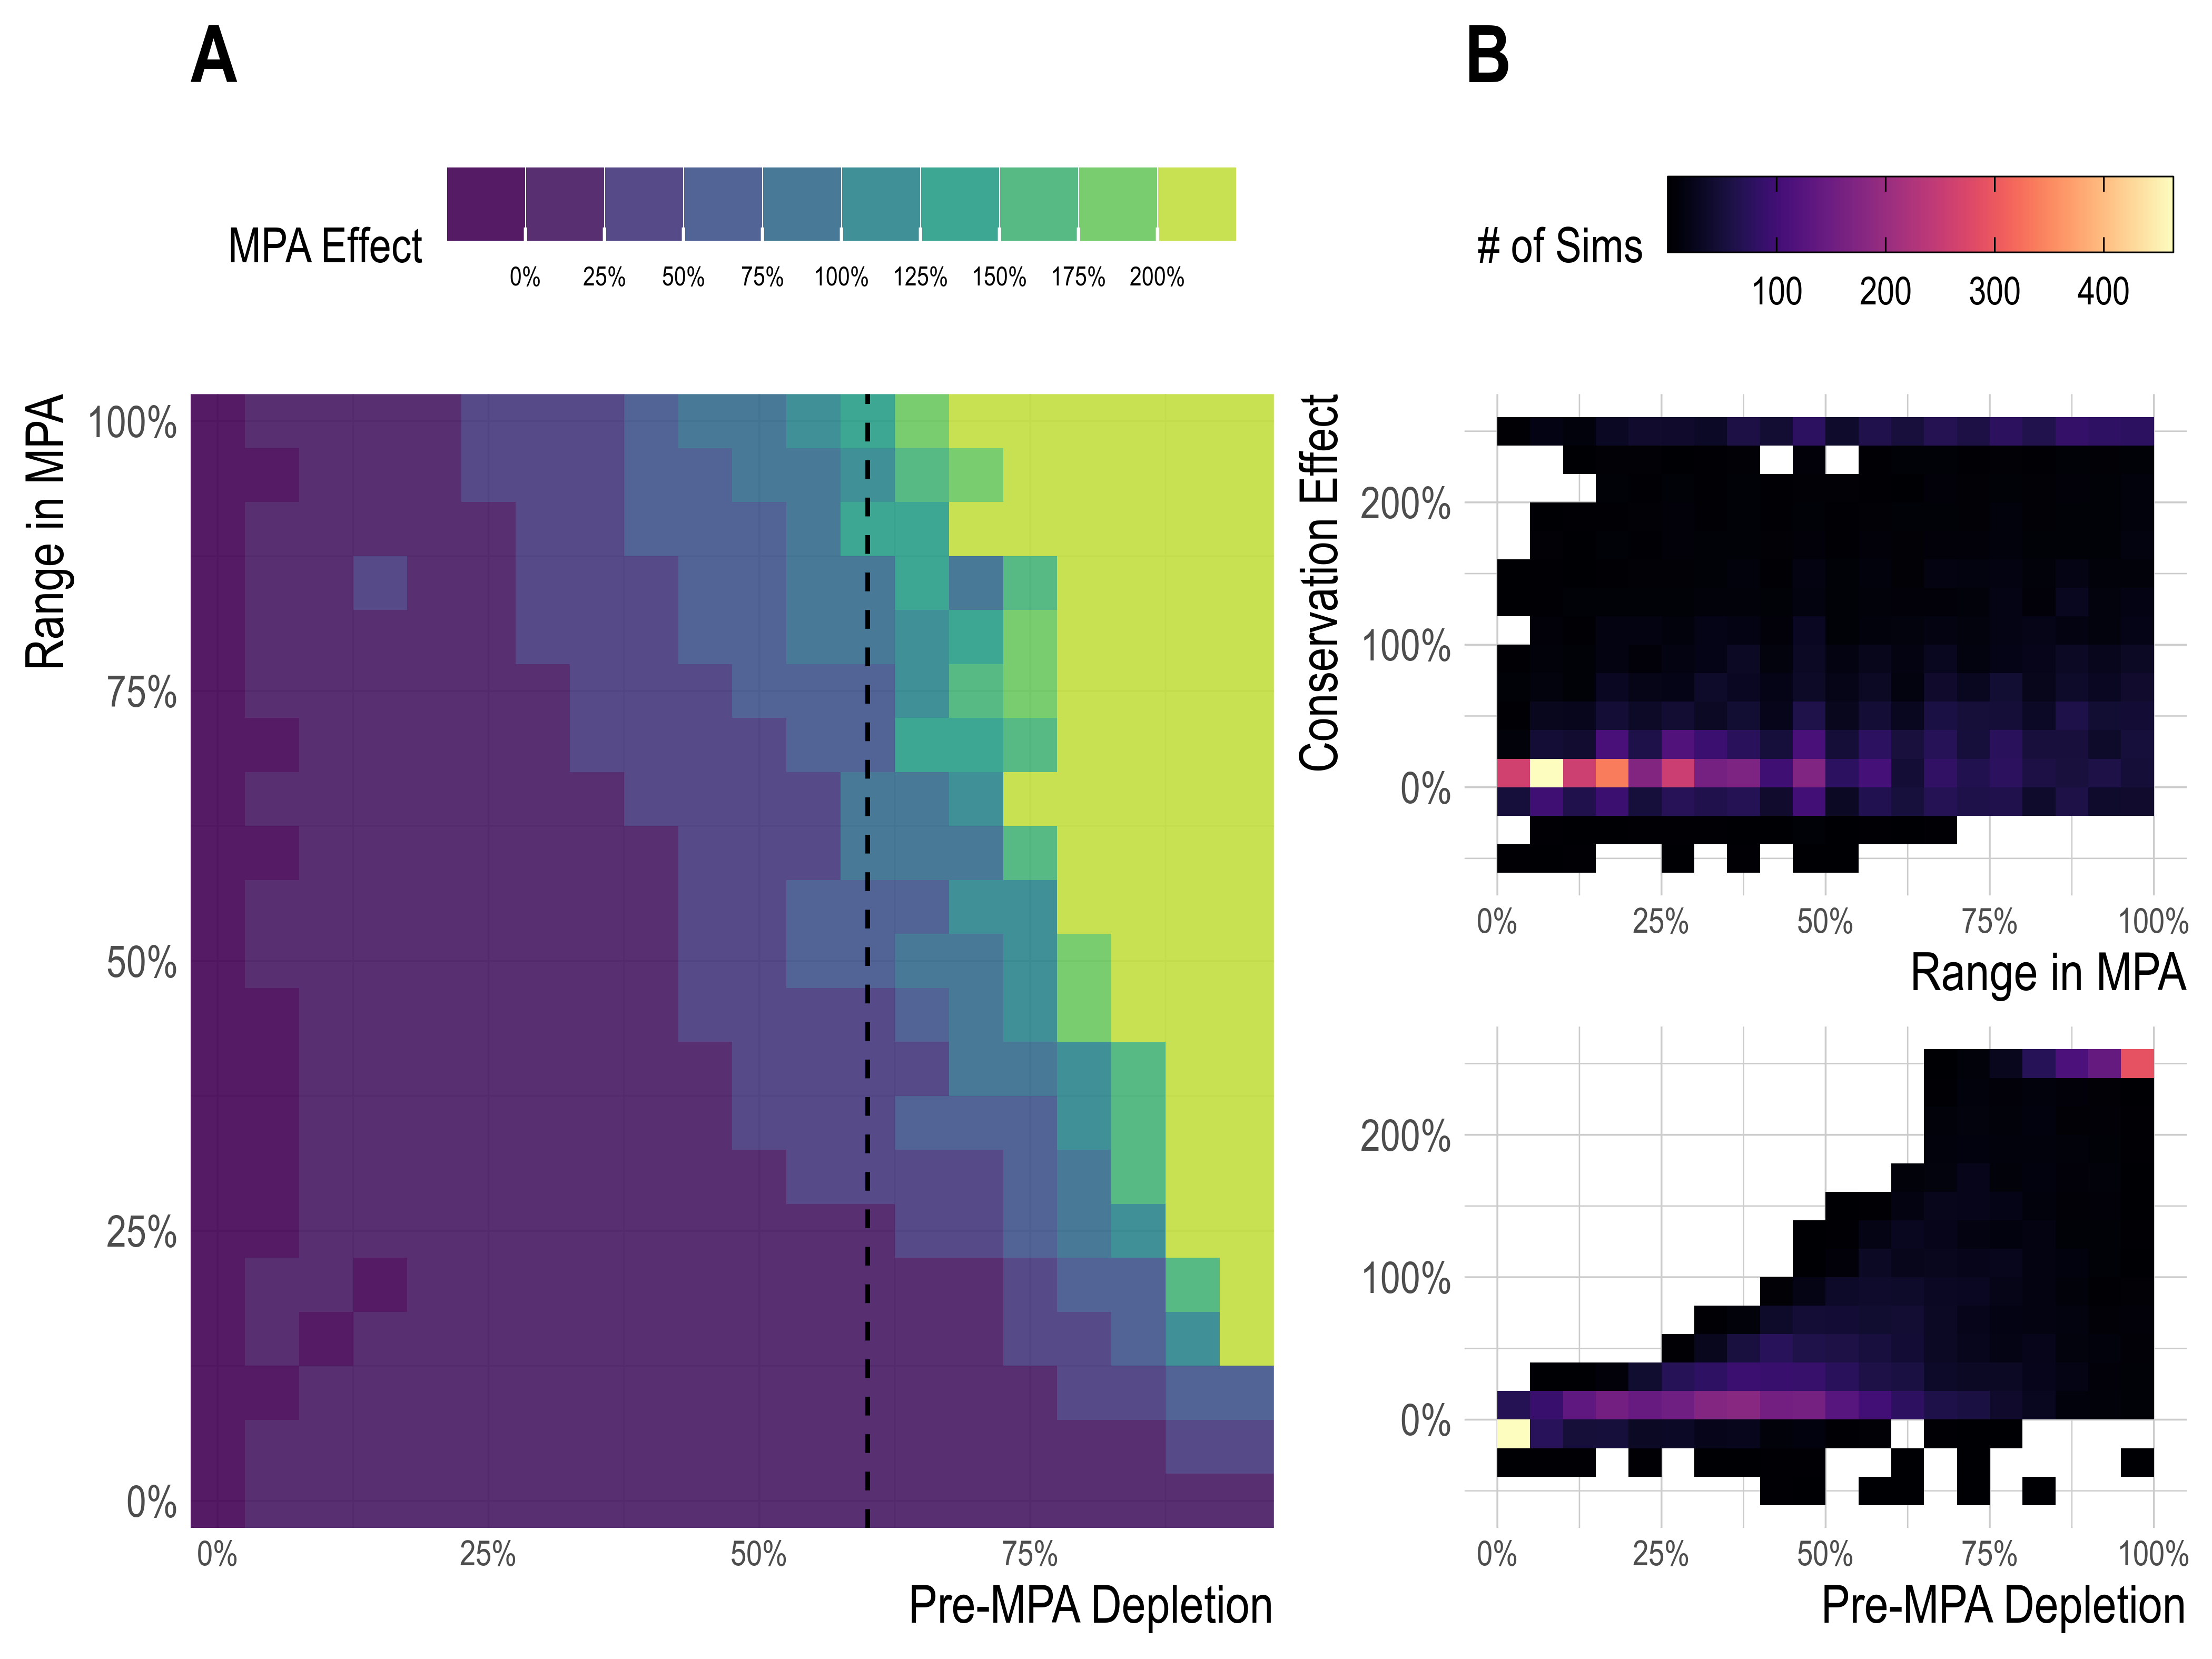 A
MPA Effect
0% 25% 50% 75% 100% 125% 150% 175% 200%
Range in MPA
100%
75%
50%
25%
0%
0% 25% 50% 75%
Pre-MPA Depletion
B
# of Sims
100 200 300 400
Conservation Effect
200%
100%
0%
0% 25% 50% 75% 100%
Range in MPA
200%
100%
0%
0% 25% 50% 75% 100%
Pre-MPA Depletion